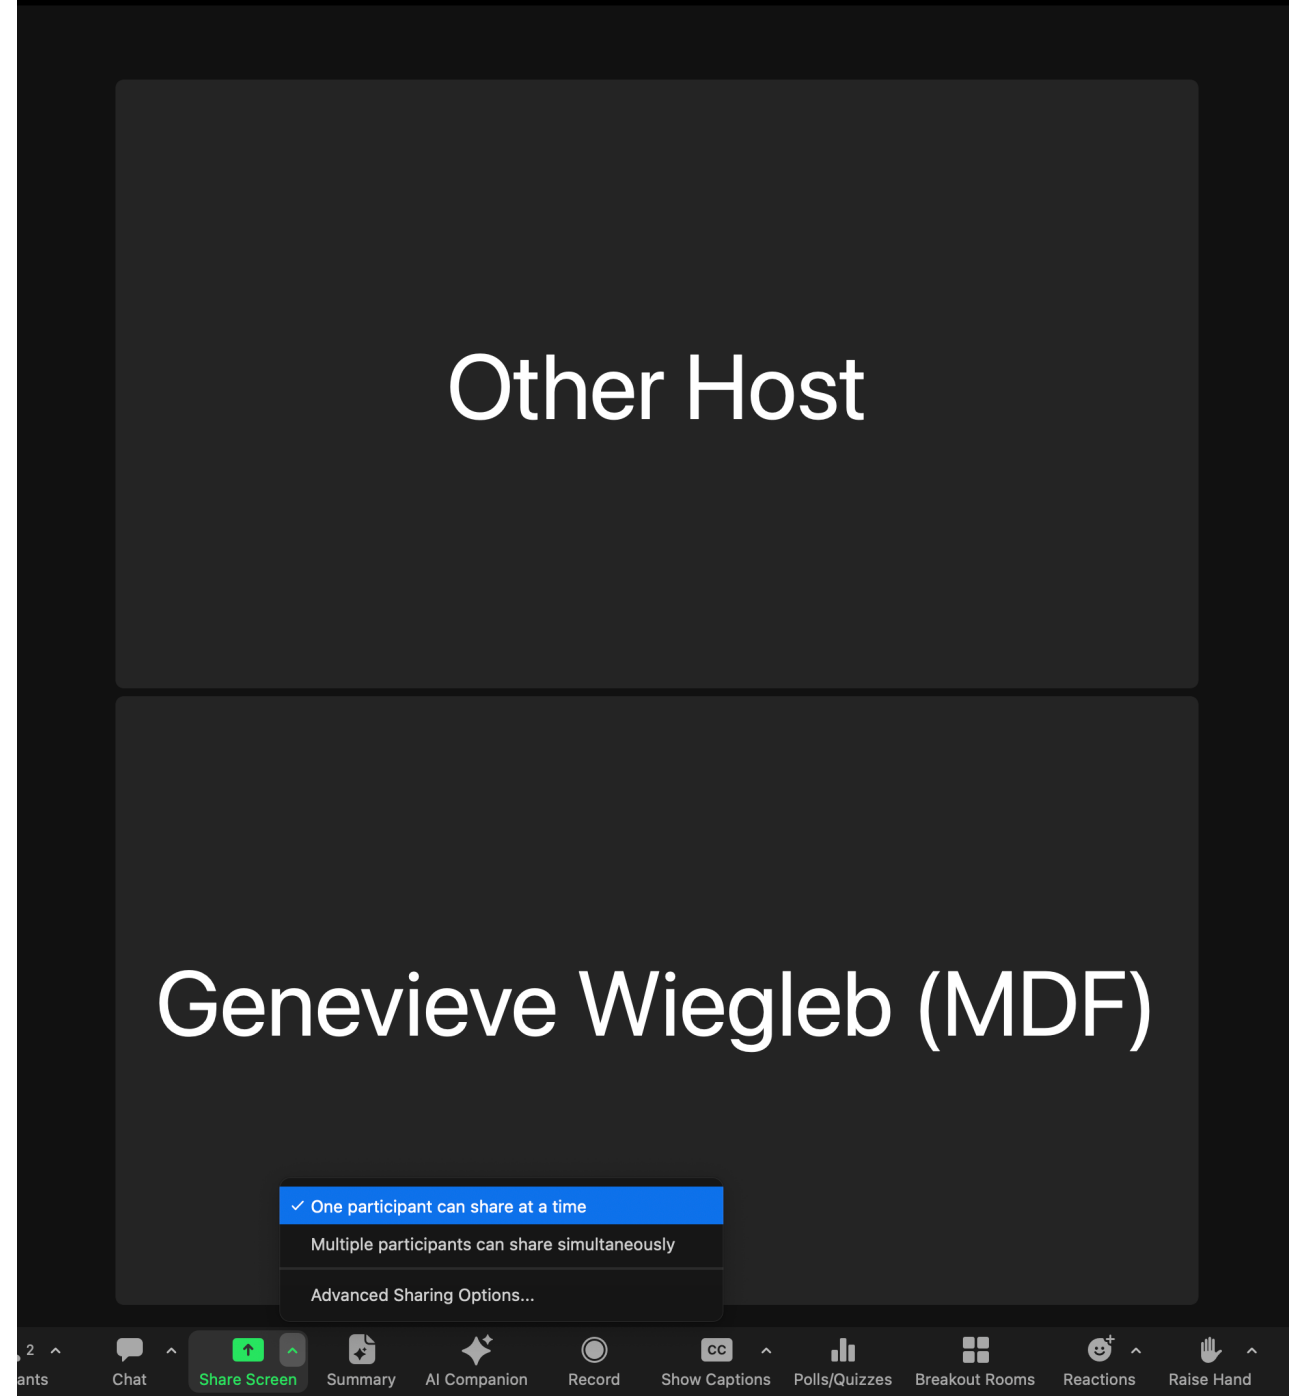 Other Host
Genevieve Wiegleb (MDF)
One participant can share at a time
Multiple participants can share simultaneously
Advanced Sharing Options...
2
ants
Chat
Share Screen
Summary
AI Companion
Record
CC
Show Captions
Polls/Quizzes
Breakout Rooms
Reactions
Raise Hand